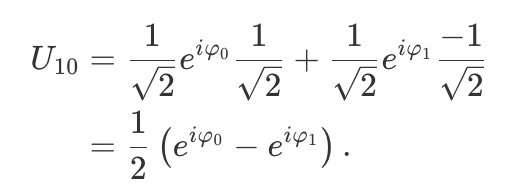 U_{10} = \frac{1}{\sqrt{2}} e^{i\varphi_0} \frac{1}{\sqrt{2}} + \frac{1}{\sqrt{2}} e^{i\varphi_1} \frac{-1}{\sqrt{2}}
= \frac{1}{2} \left( e^{i\varphi_0} - e^{i\varphi_1} \right).